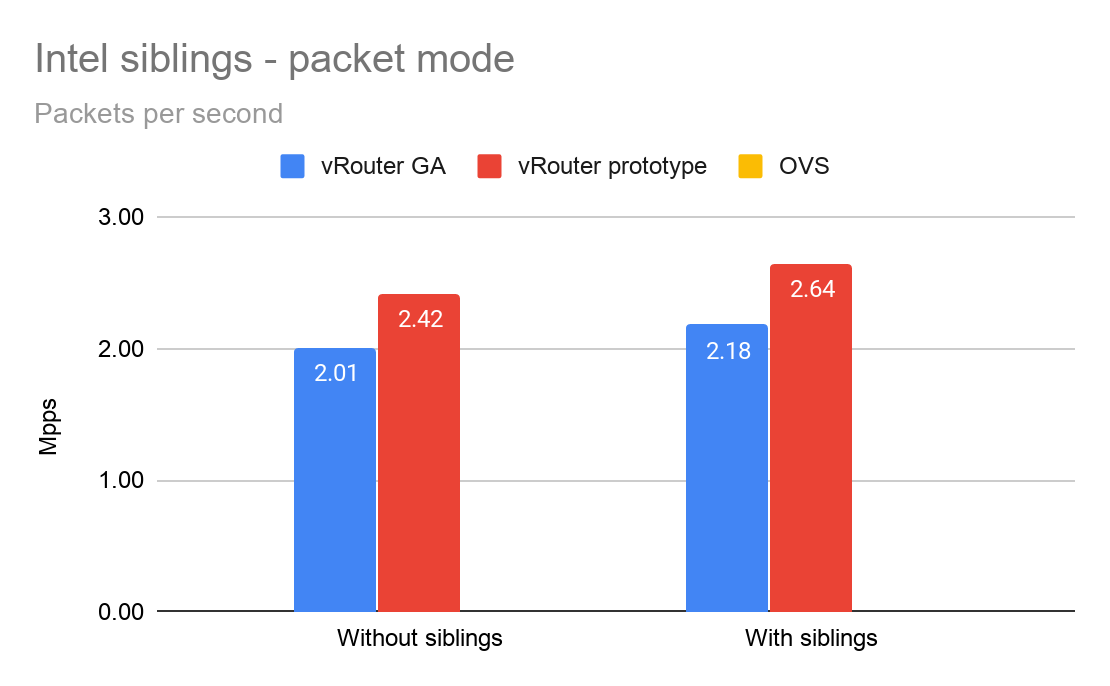 Intel siblings - packet mode
Packets per second
vRouter GA vRouter prototype OVS
3.00
2.64
2.42
2.18
2.00
2.01
Mpps
1.00
0.00
Without siblings With siblings